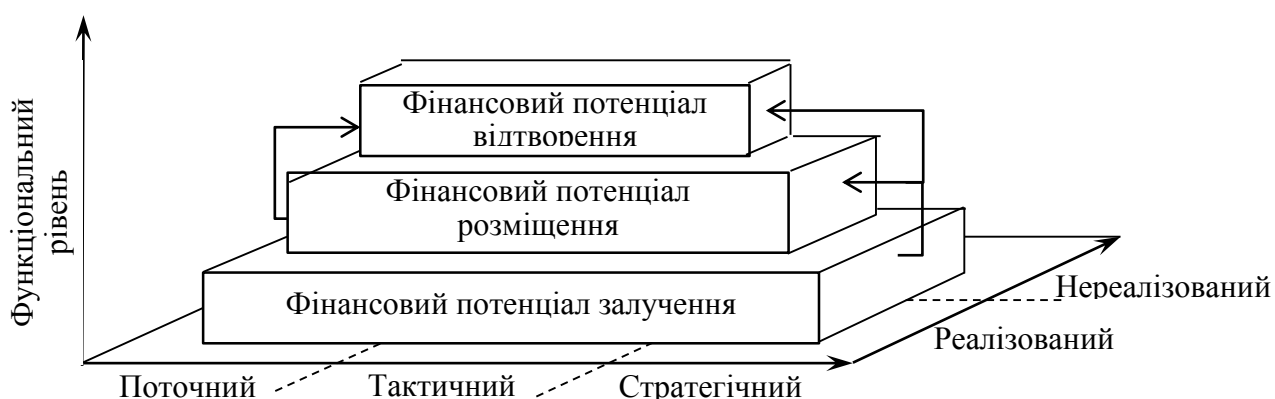 Функціональний
рівень
Фінансовий потенціал
відтворення
Фінансовий потенціал
розміщення
Фінансовий потенціал залучення
Нереалізований
Реалізований
Поточний
Тактичний
Стратегічний